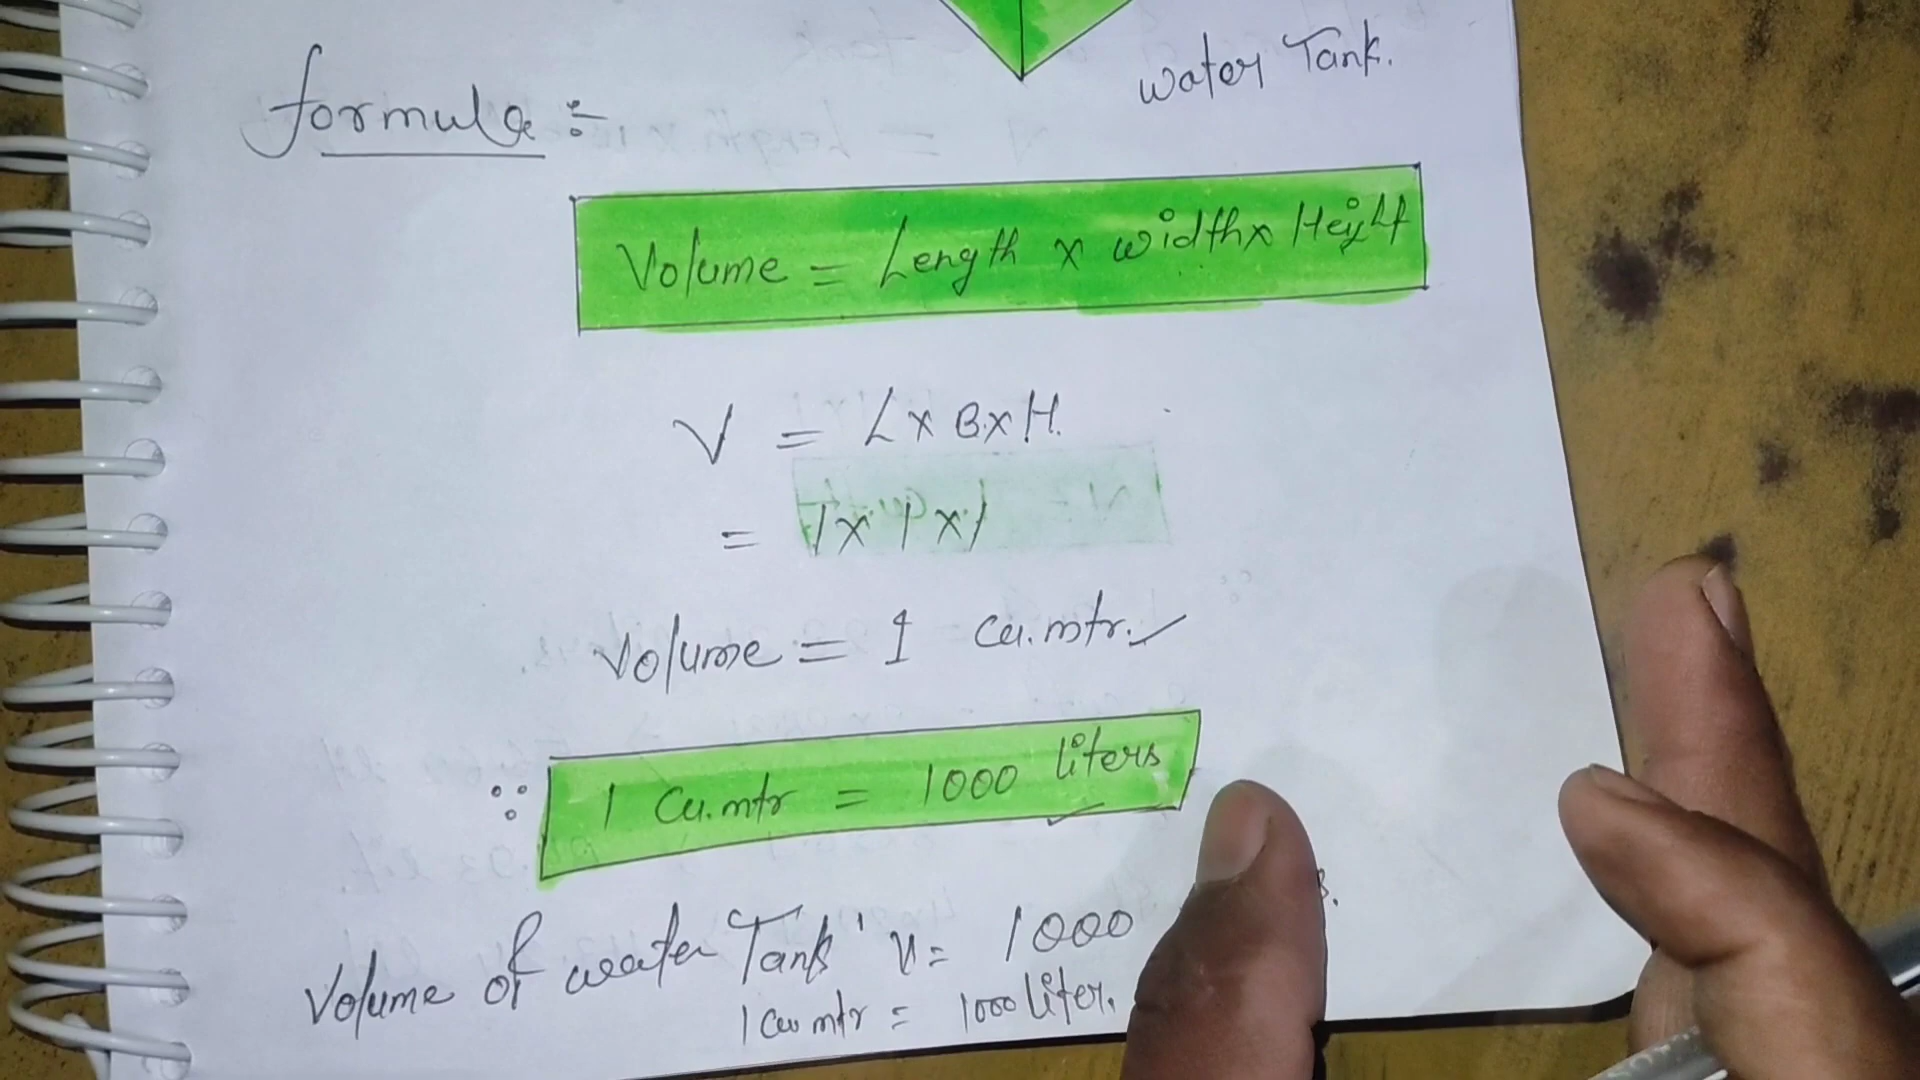 water Tank.
formula :-
Volume = Length x width x Height
V = L x B x H.
= 1 x 1 x 1
Volume = 1 cu.mtr.
∵ 1 Cu.mtr = 1000 liters
Volume of water Tank' V = 1000
1 Cu mtr = 1000 liter.